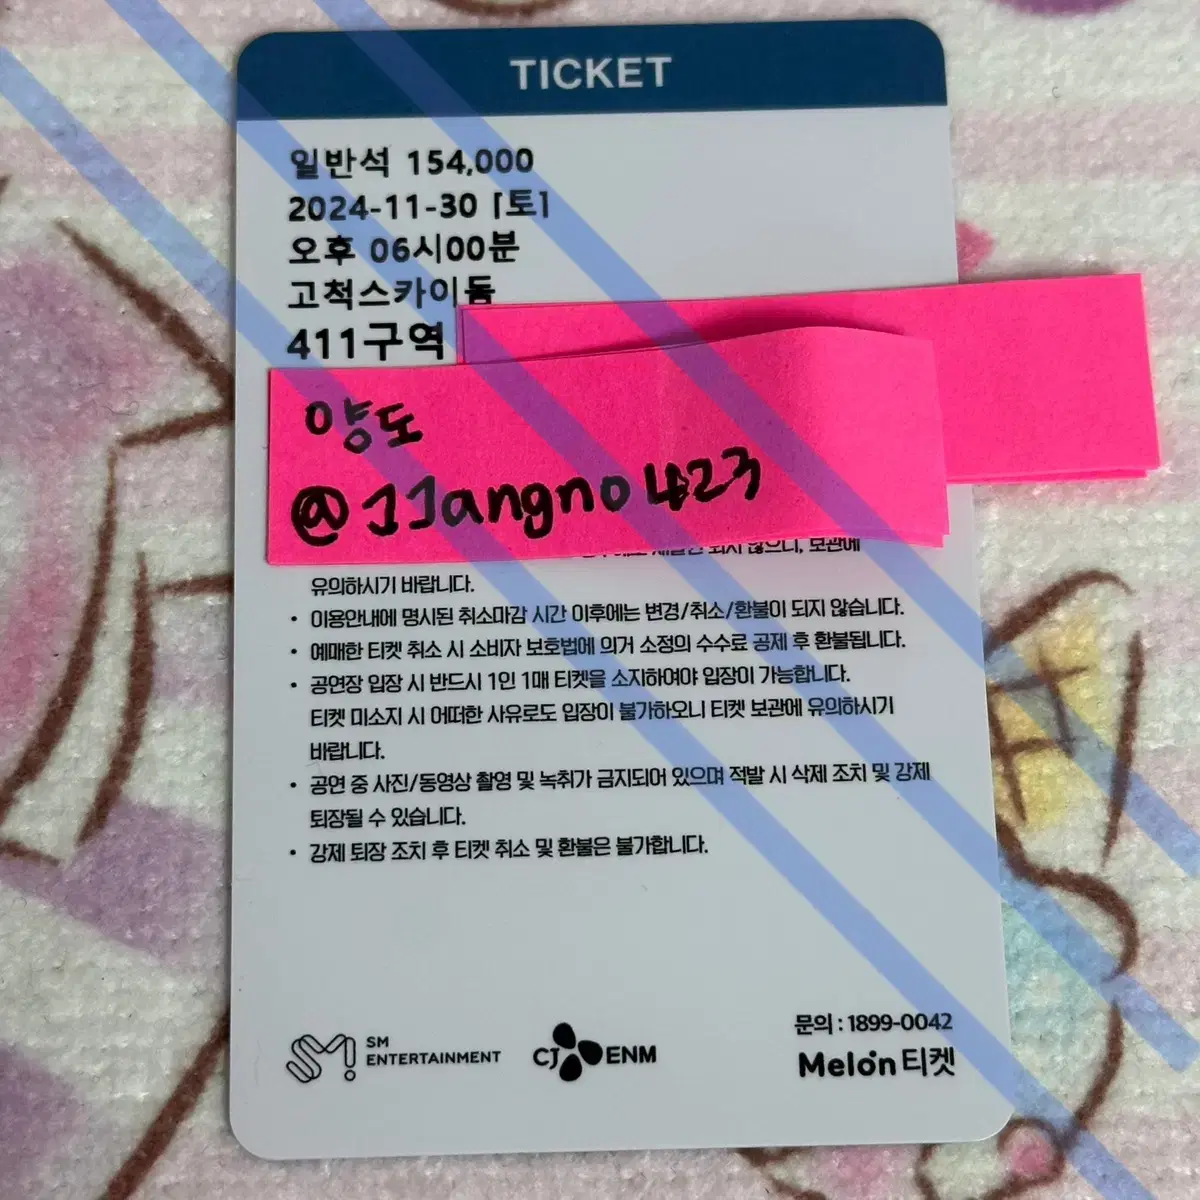 TICKET
일반석 154,000
2024-11-30 [토]
오후 06시00분
고척스카이돔
411구역
양도
@JJangno423
되지 않으니, 보관에
유의하시기 바랍니다.
• 이용안내에 명시된 취소마감 시간 이후에는 변경/취소/환불이 되지 않습니다.
• 예매한 티켓 취소 시 소비자 보호법에 의거 소정의 수수료 공제 후 환불됩니다.
• 공연장 입장 시 반드시 1인 1매 티켓을 소지하여야 입장이 가능합니다.
티켓 미소지 시 어떠한 사유로도 입장이 불가하오니 티켓 보관에 유의하시기
바랍니다.
• 공연 중 사진/동영상 촬영 및 녹취가 금지되어 있으며 적발 시 삭제 조치 및 강제
퇴장될 수 있습니다.
• 강제 퇴장 조치 후 티켓 취소 및 환불은 불가합니다.
문의 : 1899-0042
SM
ENTERTAINMENT
CJ ENM
Melon 티켓